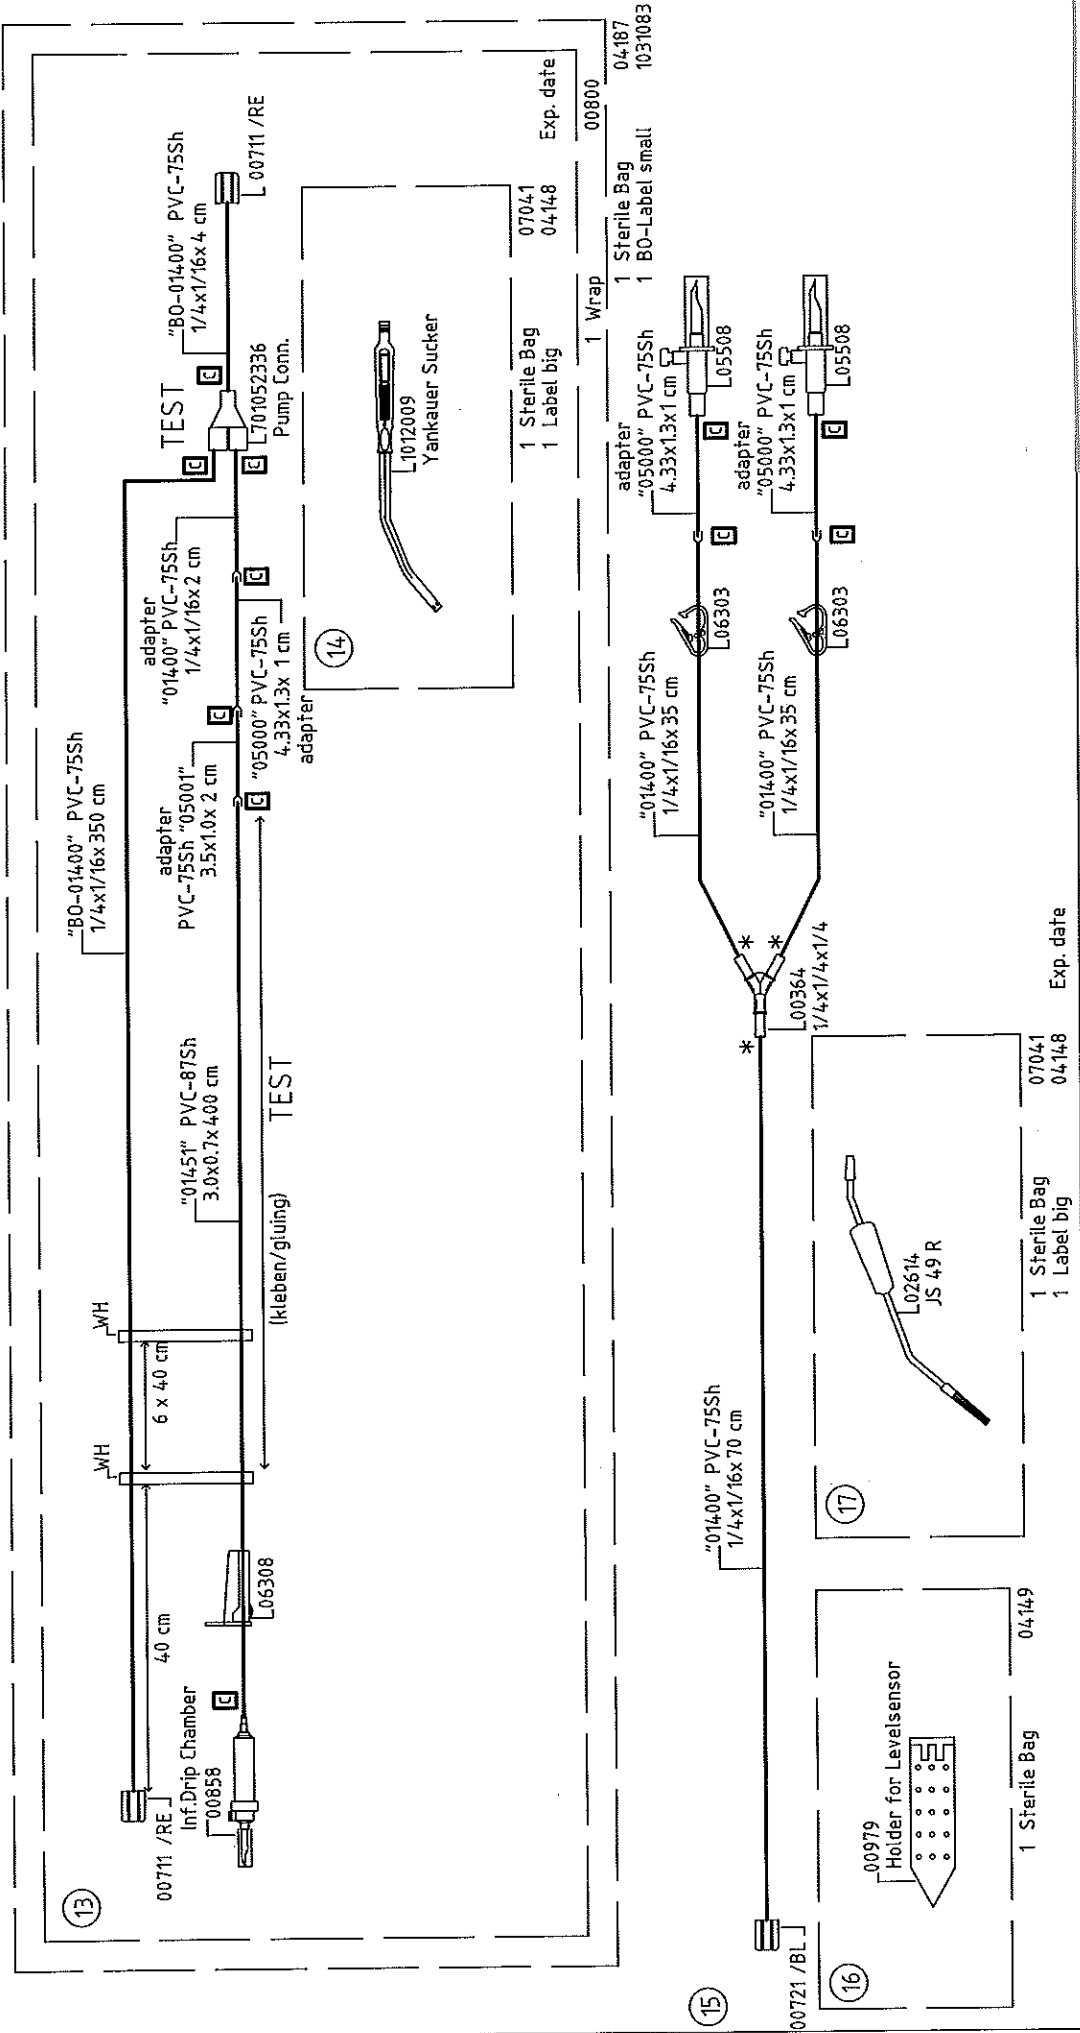 13
00711 /RE
Inf.Drip Chamber
00858
C
40 cm
06308
WH
6 x 40 cm
WH
(kleben/gluing)
TEST
"01451" PVC-87Sh
3.0x0.7x400 cm
"BO-01400" PVC-75Sh
1/4x1/16x350 cm
adapter
PVC-75Sh "05001"
3.5x1.0x 2 cm
C
C
"05000" PVC-75Sh
4.33x1.3x 1 cm
adapter
adapter
"01400" PVC-75Sh
1/4x1/16x2 cm
C
C
C
TEST
C
701052336
Pump Conn.
"BO-01400" PVC-75Sh
1/4x1/16x4 cm
00711 /RE
14
1012009
Yankauer Sucker
1 Sterile Bag 07041
1 Label big 04148
Exp. date
1 Wrap 00800
1 Sterile Bag 04187
1 BO-Label small 1031083
15
00721 /BL
"01400" PVC-75Sh
1/4x1/16x70 cm
*
*
*
00364
1/4x1/4x1/4
"01400" PVC-75Sh
1/4x1/16x35 cm
06303
C
adapter
"05000" PVC-75Sh
4.33x1.3x1 cm
C
05508
"01400" PVC-75Sh
1/4x1/16x35 cm
06303
C
adapter
"05000" PVC-75Sh
4.33x1.3x1 cm
C
05508
16
00979
Holder for Levelsensor
1 Sterile Bag 04149
17
02614
JS 49 R
1 Sterile Bag 07041
1 Label big 04148
Exp. date